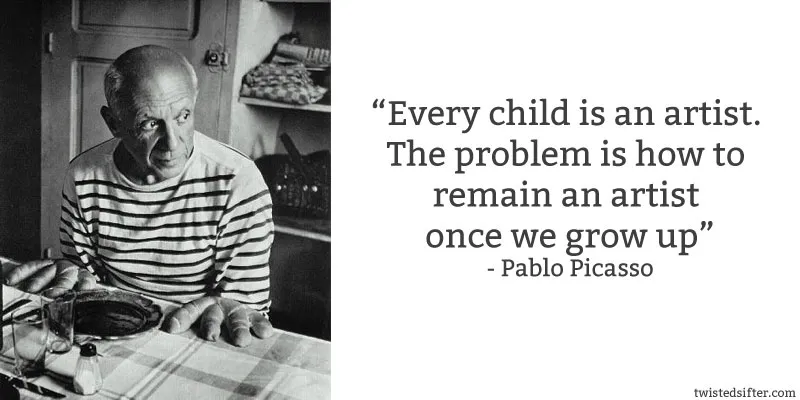 “Every child is an artist.
The problem is how to
remain an artist
once we grow up”
- Pablo Picasso
twistedsifter.com